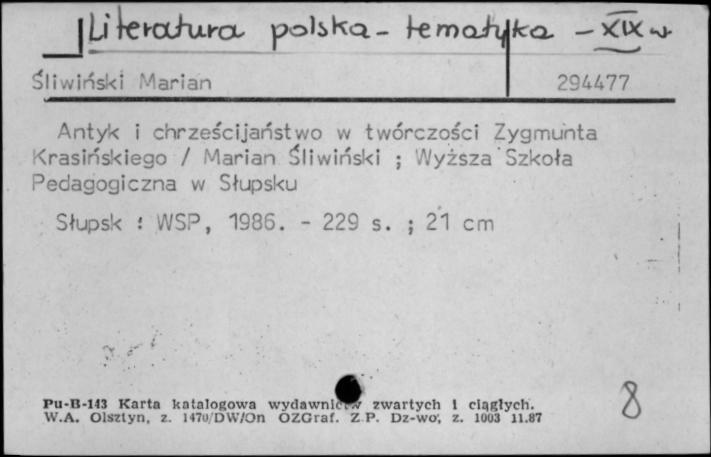 Literatura polska - tematyka - XIX w.
Śliwiński Marian 294477
Antyk i chrześcijaństwo w twórczości Zygmunta
Krasińskiego / Marian Śliwiński ; Wyższa Szkoła
Pedagogiczna w Słupsku
Słupsk : WSP, 1986. - 229 s. ; 21 cm
8
Pu-B-143 Karta katalogowa wydawnictw zwartych i ciągłych.
W.A. Olsztyn, z. 1470/DW/On OZGraf. Z.P. Dz-wo, z. 1003 11.87